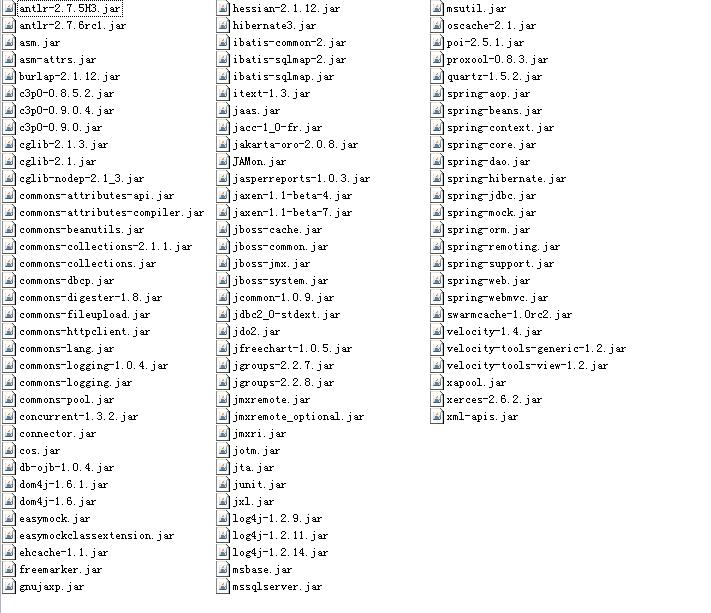 antlr-2.7.5H3.jar
antlr-2.7.6rc1.jar
asm.jar
asm-attrs.jar
burlap-2.1.12.jar
c3p0-0.8.5.2.jar
c3p0-0.9.0.4.jar
c3p0-0.9.0.jar
cglib-2.1.3.jar
cglib-2.1.jar
cglib-nodep-2.1_3.jar
commons-attributes-api.jar
commons-attributes-compiler.jar
commons-beanutils.jar
commons-collections-2.1.1.jar
commons-collections.jar
commons-dbcp.jar
commons-digester-1.8.jar
commons-fileupload.jar
commons-httpclient.jar
commons-lang.jar
commons-logging-1.0.4.jar
commons-logging.jar
commons-pool.jar
concurrent-1.3.2.jar
connector.jar
cos.jar
db-ojb-1.0.4.jar
dom4j-1.6.1.jar
dom4j-1.6.jar
easymock.jar
easymockclassextension.jar
ehcache-1.1.jar
freemarker.jar
gnujaxp.jar
hessian-2.1.12.jar
hibernate3.jar
ibatis-common-2.jar
ibatis-sqlmap-2.jar
ibatis-sqlmap.jar
itext-1.3.jar
jaas.jar
jacc-1_0-fr.jar
jakarta-oro-2.0.8.jar
JAMon.jar
jasperreports-1.0.3.jar
jaxen-1.1-beta-4.jar
jaxen-1.1-beta-7.jar
jboss-cache.jar
jboss-common.jar
jboss-jmx.jar
jboss-system.jar
jcommon-1.0.9.jar
jdbc2_0-stdext.jar
jdo2.jar
jfreechart-1.0.5.jar
jgroups-2.2.7.jar
jgroups-2.2.8.jar
jmxremote.jar
jmxremote_optional.jar
jmxri.jar
jotm.jar
jta.jar
junit.jar
jxl.jar
log4j-1.2.9.jar
log4j-1.2.11.jar
log4j-1.2.14.jar
msbase.jar
mssqlserver.jar
msutil.jar
oscache-2.1.jar
poi-2.5.1.jar
proxool-0.8.3.jar
quartz-1.5.2.jar
spring-aop.jar
spring-beans.jar
spring-context.jar
spring-core.jar
spring-dao.jar
spring-hibernate.jar
spring-jdbc.jar
spring-mock.jar
spring-orm.jar
spring-remoting.jar
spring-support.jar
spring-web.jar
spring-webmvc.jar
swarmcache-1.0rc2.jar
velocity-1.4.jar
velocity-tools-generic-1.2.jar
velocity-tools-view-1.2.jar
xapool.jar
xerces-2.6.2.jar
xml-apis.jar